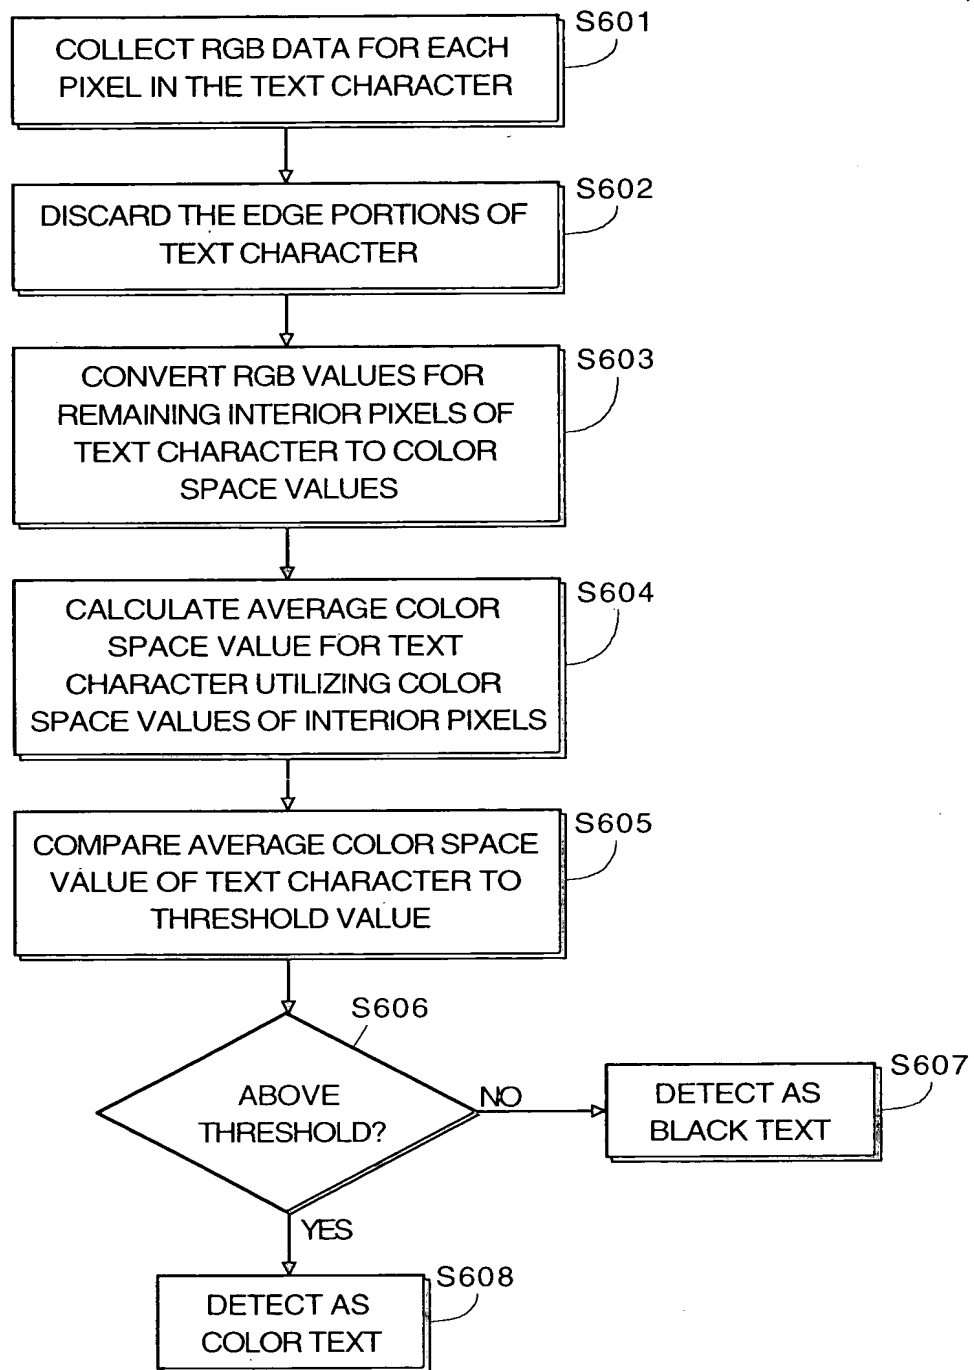 S601
COLLECT RGB DATA FOR EACH
PIXEL IN THE TEXT CHARACTER
S602
DISCARD THE EDGE PORTIONS OF
TEXT CHARACTER
S603
CONVERT RGB VALUES FOR
REMAINING INTERIOR PIXELS OF
TEXT CHARACTER TO COLOR
SPACE VALUES
S604
CALCULATE AVERAGE COLOR
SPACE VALUE FOR TEXT
CHARACTER UTILIZING COLOR
SPACE VALUES OF INTERIOR PIXELS
S605
COMPARE AVERAGE COLOR SPACE
VALUE OF TEXT CHARACTER TO
THRESHOLD VALUE
S606
ABOVE
THRESHOLD?
NO
S607
DETECT AS
BLACK TEXT
YES
S608
DETECT AS
COLOR TEXT